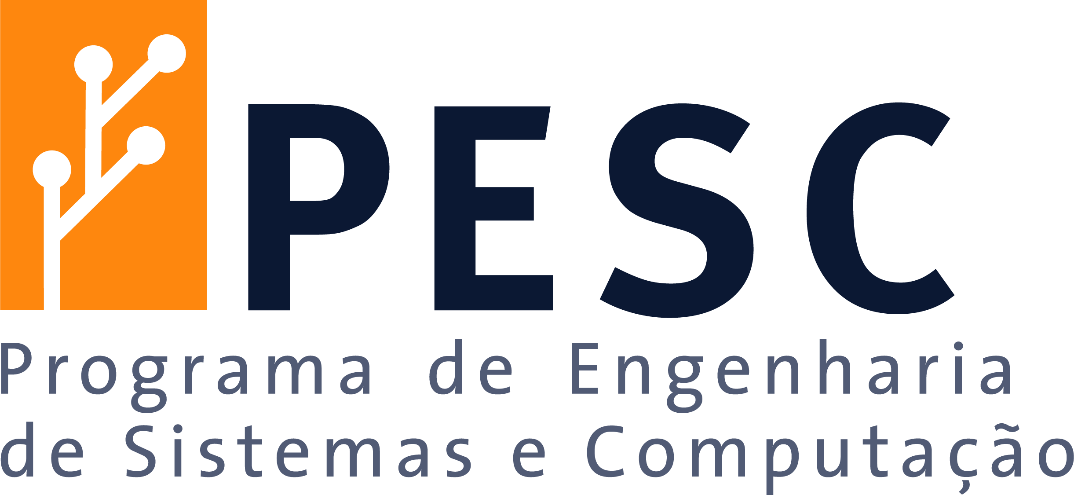 PESC
Programa de Engenharia
de Sistemas e Computação